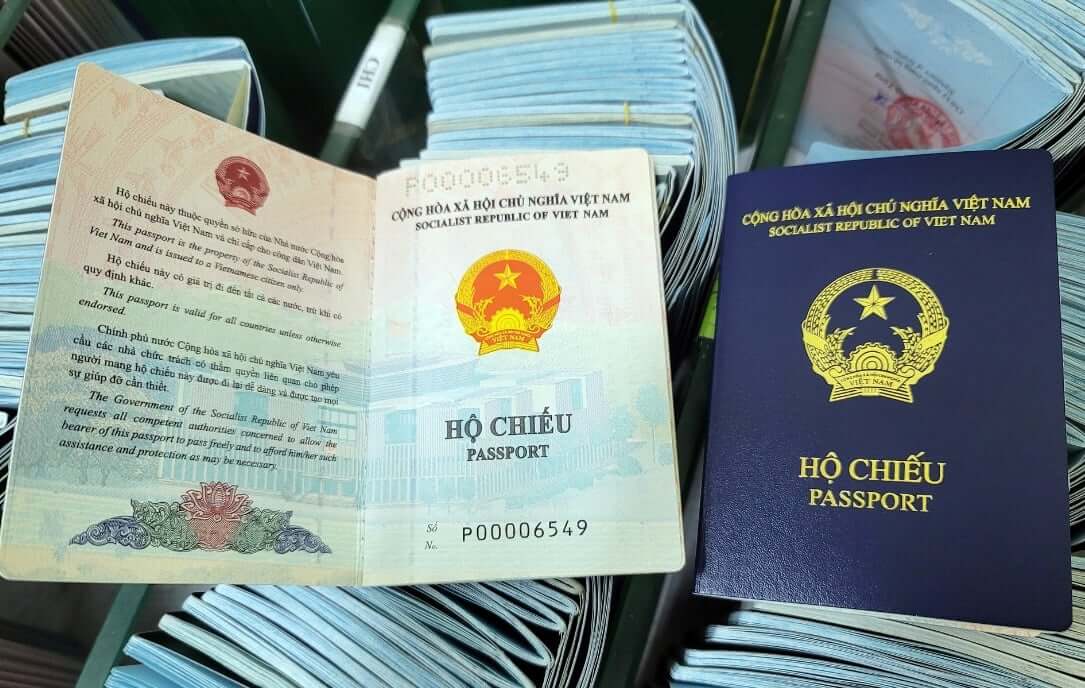 CHI
Hộ chiếu này thuộc quyền sở hữu của Nhà nước Cộng hòa
xã hội chủ nghĩa Việt Nam và chỉ cấp cho công dân Việt Nam.
This passport is the property of the Socialist Republic of
Viet Nam and is issued to a Vietnamese citizen only.
Hộ chiếu này có giá trị đi đến tất cả các nước, trừ khi có
quy định khác.
This passport is valid for all countries unless otherwise
endorsed.
Chính phủ nước Cộng hòa xã hội chủ nghĩa Việt Nam yêu
cầu các nhà chức trách có thẩm quyền liên quan cho phép
người mang hộ chiếu này được đi lại dễ dàng và được tạo mọi
sự giúp đỡ cần thiết.
The Government of the Socialist Republic of Viet Nam
requests all competent authorities concerned to allow the
bearer of this passport to pass freely and to afford him/her such
assistance and protection as may be necessary.
P00006549
CỘNG HÒA XÃ HỘI CHỦ NGHĨA VIỆT NAM
SOCIALIST REPUBLIC OF VIET NAM
VIỆT NAM
HỘ CHIẾU
PASSPORT
Số
No.
P00006549
CỘNG HÒA XÃ HỘI CHỦ NGHĨA VIỆT NAM
SOCIALIST REPUBLIC OF VIET NAM
VIỆT NAM
HỘ CHIẾU
PASSPORT